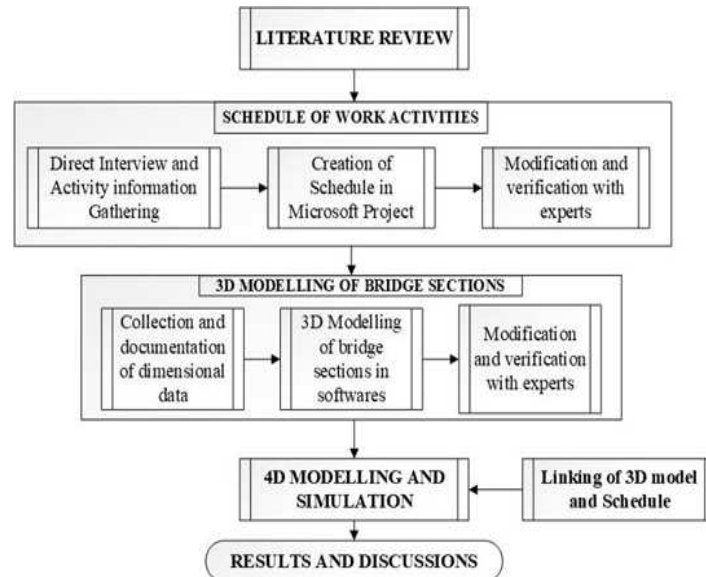 LITERATURE REVIEW
SCHEDULE OF WORK ACTIVITIES
Direct Interview and
Activity information
Gathering
Creation of
Schedule in
Microsoft Project
Modification and
verification with
experts
3D MODELLING OF BRIDGE SECTIONS
Collection and
documentation
of dimensional
data
3D Modelling
of bridge
sections in
softwares
Modification
and verification
with experts
4D MODELLING AND
SIMULATION
Linking of 3D model
and Schedule
RESULTS AND DISCUSSIONS